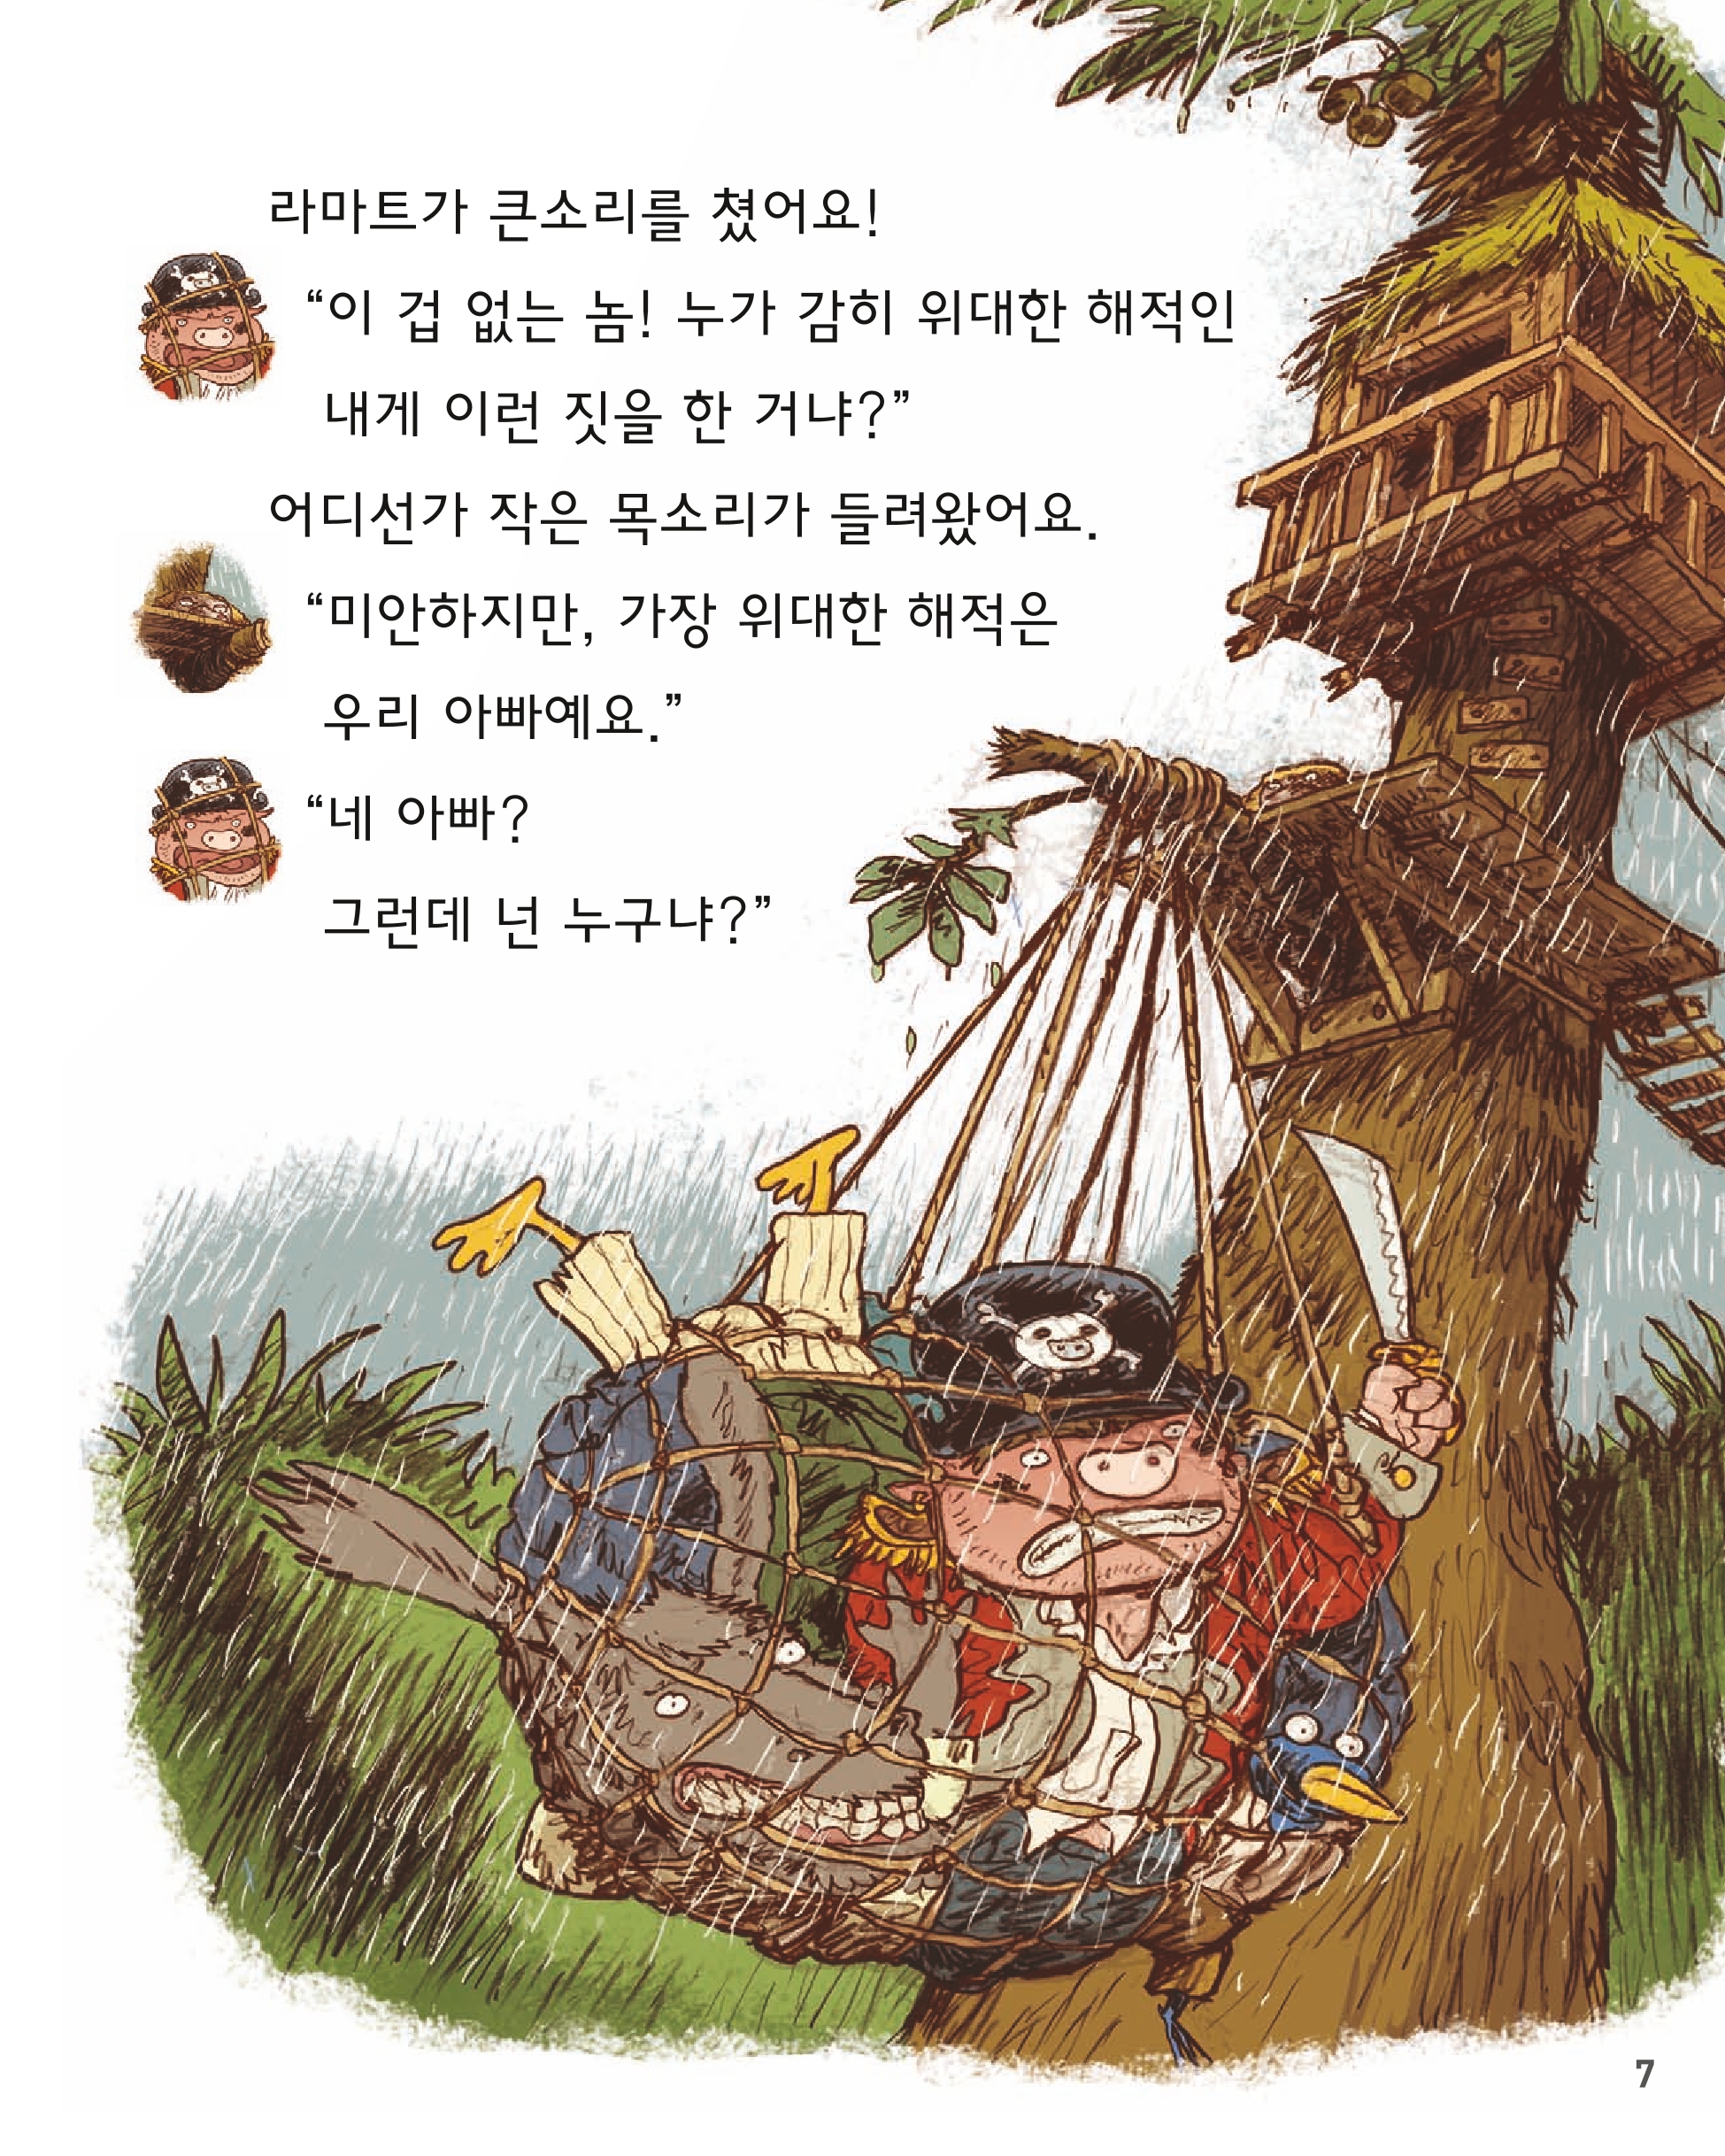 라마트가 큰소리를 쳤어요!
“이 겁 없는 놈! 누가 감히 위대한 해적인
내게 이런 짓을 한 거냐?”
어디선가 작은 목소리가 들려왔어요.
“미안하지만, 가장 위대한 해적은
우리 아빠예요.”
“네 아빠?
그런데 넌 누구냐?”
7